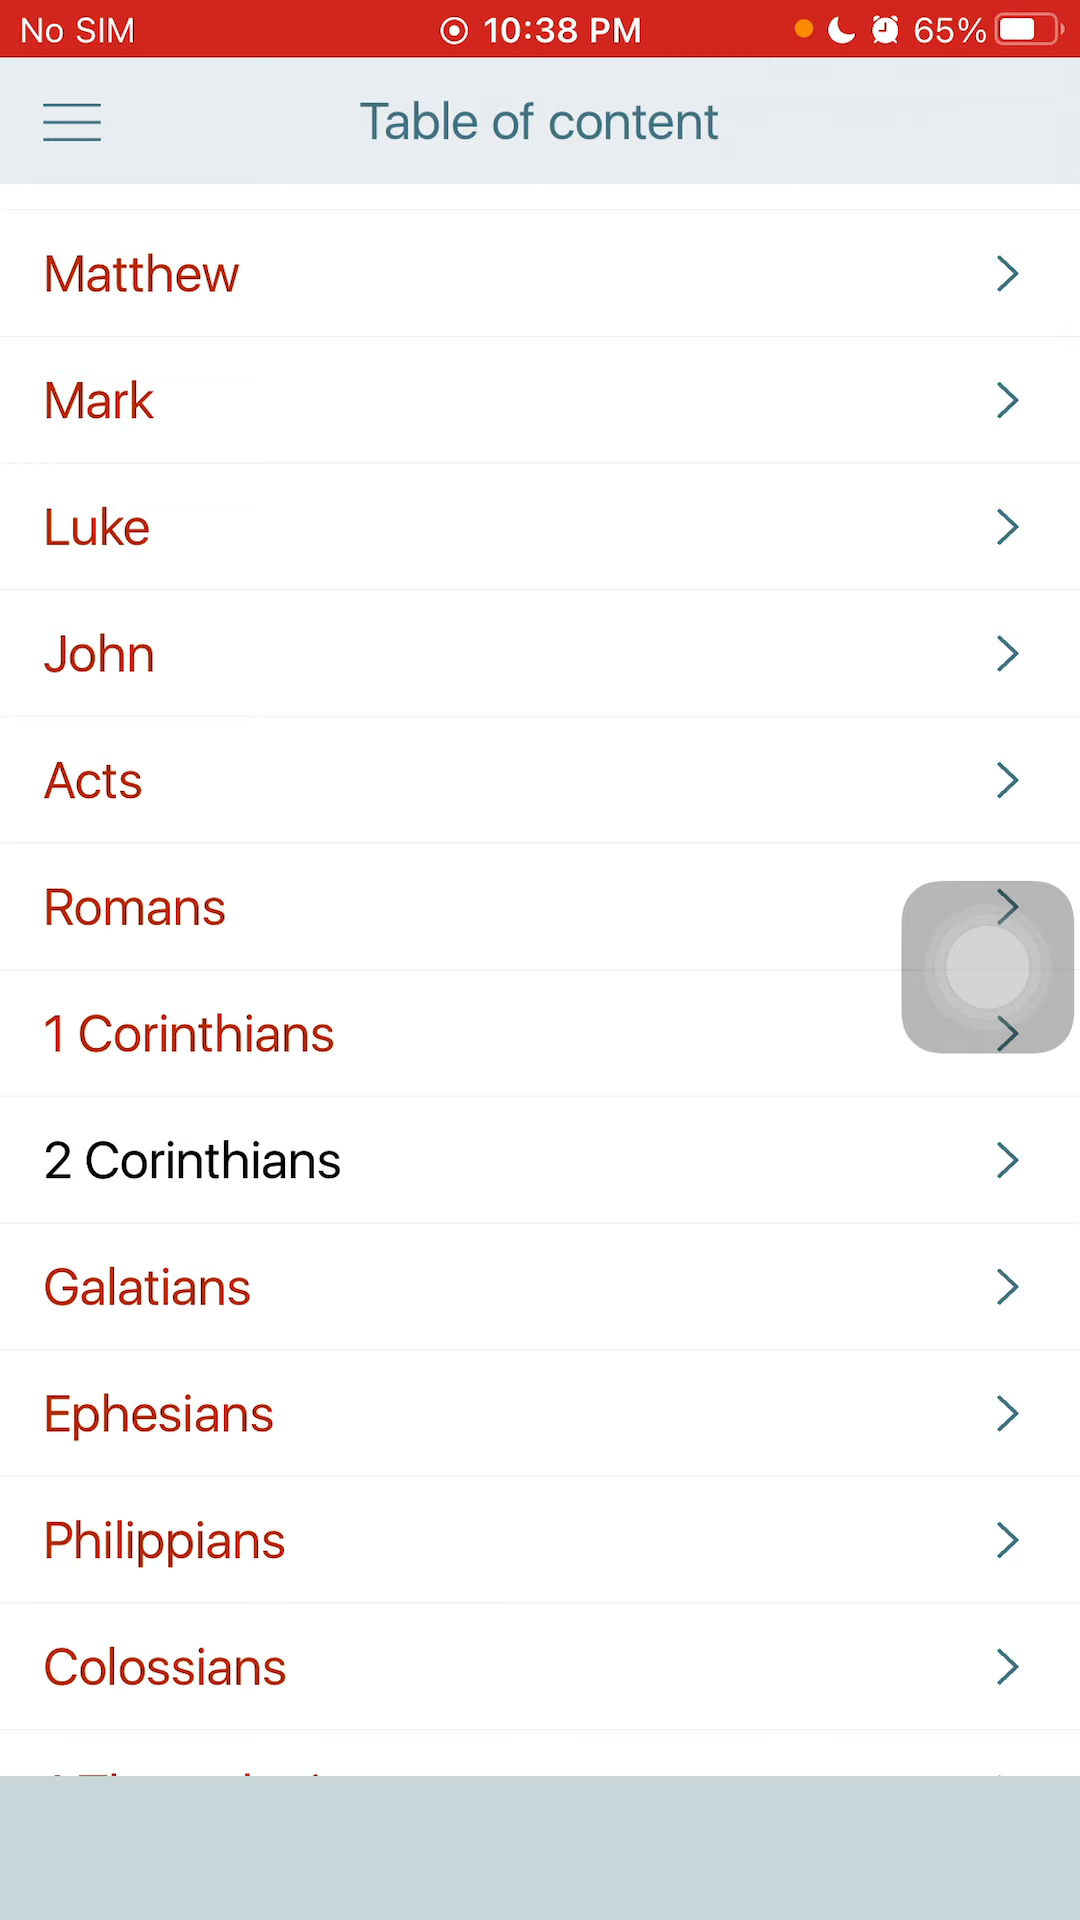 No SIM 10:38 PM 65%
Table of content
Matthew
Mark
Luke
John
Acts
Romans
1 Corinthians
2 Corinthians
Galatians
Ephesians
Philippians
Colossians